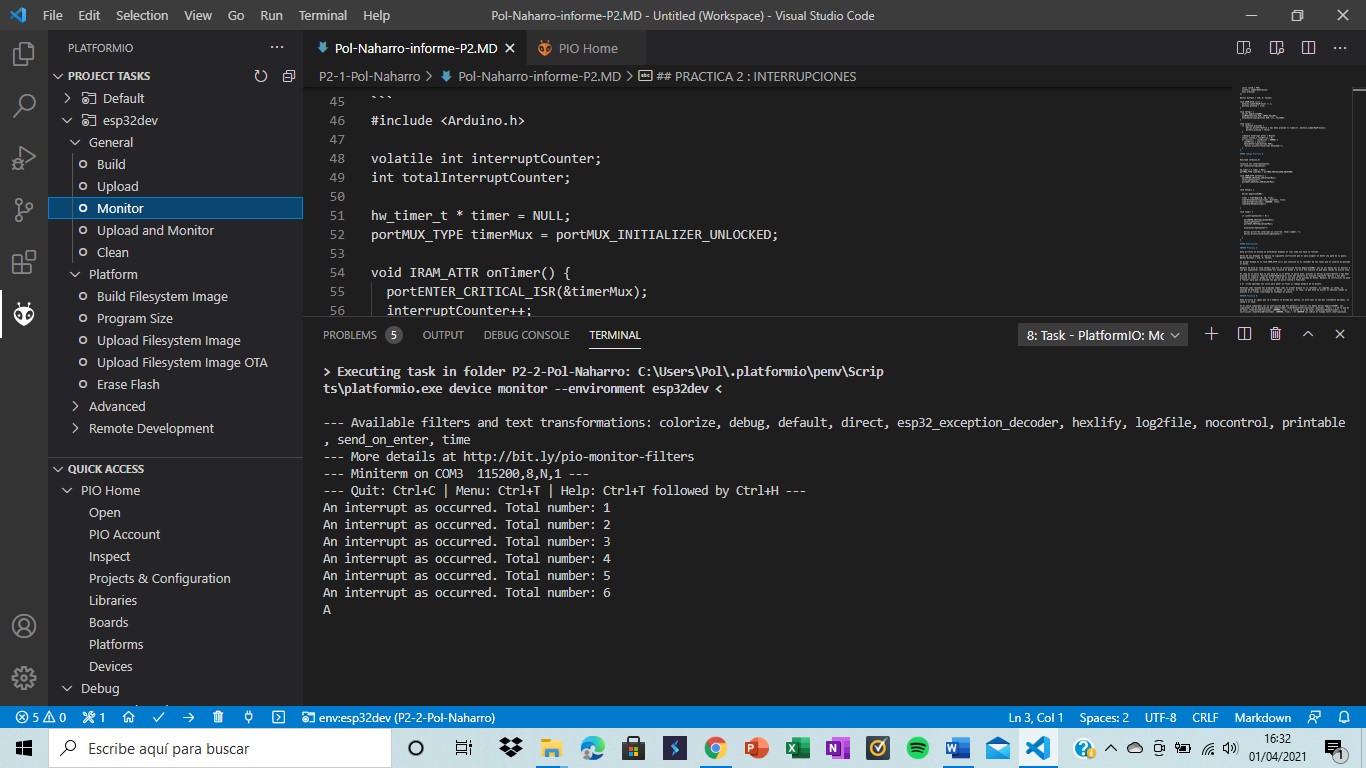 File Edit Selection View Go Run Terminal Help Pol-Naharro-informe-P2.MD - Untitled (Workspace) - Visual Studio Code
PLATFORMIO
PROJECT TASKS
Default
esp32dev
General
Build
Upload
Monitor
Upload and Monitor
Clean
Platform
Build Filesystem Image
Program Size
Upload Filesystem Image
Upload Filesystem Image OTA
Erase Flash
Advanced
Remote Development
QUICK ACCESS
PIO Home
Open
PIO Account
Inspect
Projects & Configuration
Libraries
Boards
Platforms
Devices
Debug
Pol-Naharro-informe-P2.MD PIO Home
P2-1-Pol-Naharro > Pol-Naharro-informe-P2.MD > ## PRACTICA 2 : INTERRUPCIONES
45 ```
46 #include <Arduino.h>
47
48 volatile int interruptCounter;
49 int totalInterruptCounter;
50
51 hw_timer_t * timer = NULL;
52 portMUX_TYPE timerMux = portMUX_INITIALIZER_UNLOCKED;
53
54 void IRAM_ATTR onTimer() {
55 portENTER_CRITICAL_ISR(&timerMux);
56 interruptCounter++;
PROBLEMS 5 OUTPUT DEBUG CONSOLE TERMINAL 8: Task - PlatformIO: Mc
> Executing task in folder P2-2-Pol-Naharro: C:\Users\Pol\.platformio\penv\Scrip
ts\platformio.exe device monitor --environment esp32dev <
--- Available filters and text transformations: colorize, debug, default, direct, esp32_exception_decoder, hexlify, log2file, nocontrol, printable
, send_on_enter, time
--- More details at http://bit.ly/pio-monitor-filters
--- Miniterm on COM3  115200,8,N,1 ---
--- Quit: Ctrl+C | Menu: Ctrl+T | Help: Ctrl+T followed by Ctrl+H ---
An interrupt as occurred. Total number: 1
An interrupt as occurred. Total number: 2
An interrupt as occurred. Total number: 3
An interrupt as occurred. Total number: 4
An interrupt as occurred. Total number: 5
An interrupt as occurred. Total number: 6
A
5 0 1 env:esp32dev (P2-2-Pol-Naharro) Ln 3, Col 1 Spaces: 2 UTF-8 CRLF Markdown
Escribe aquí para buscar
16:32
01/04/2021
1